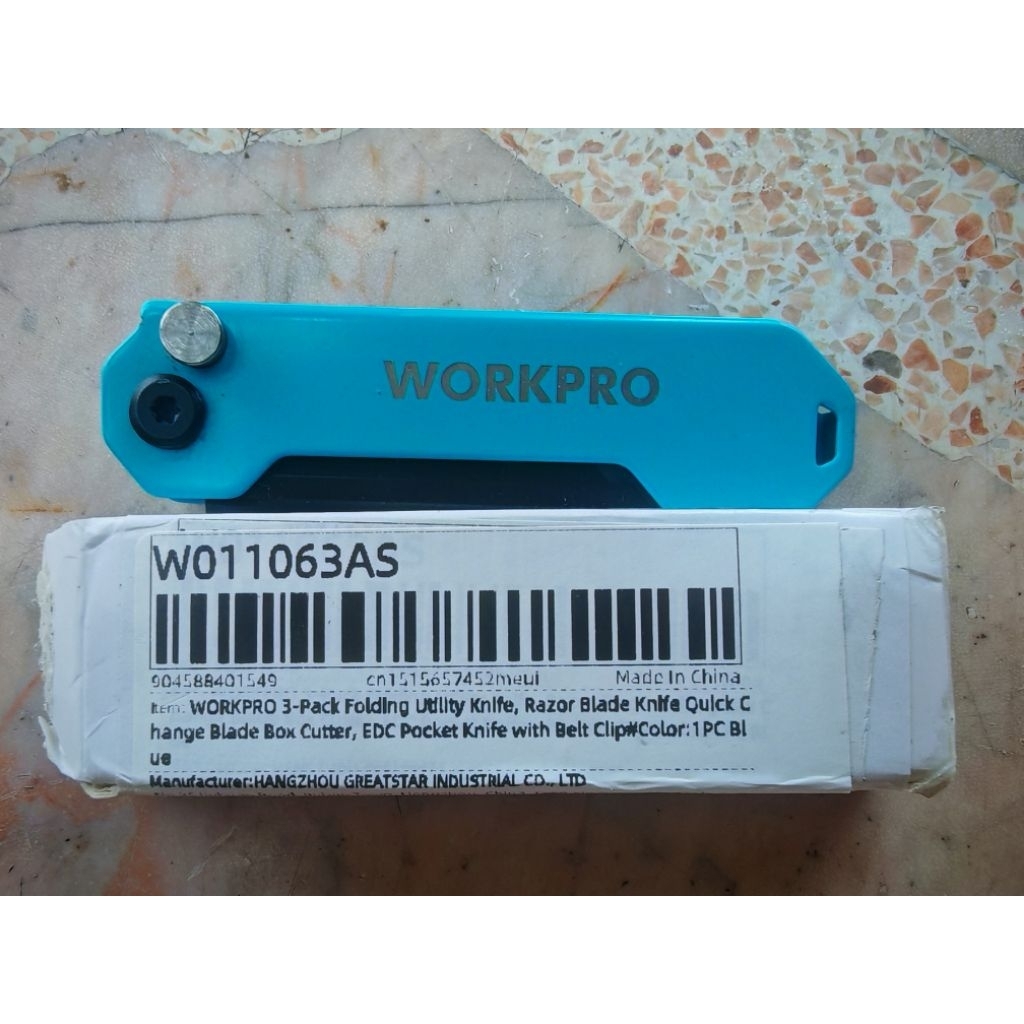 WORKPRO
W011063AS
904588401549 cn1515657452meui Made In China
Item: WORKPRO 3-Pack Folding Utility Knife, Razor Blade Knife Quick C
hange Blade Box Cutter, EDC Pocket Knife with Belt Clip#Color:1PC Bl
ue
Manufacturer:HANGZHOU GREATSTAR INDUSTRIAL CO., LTD